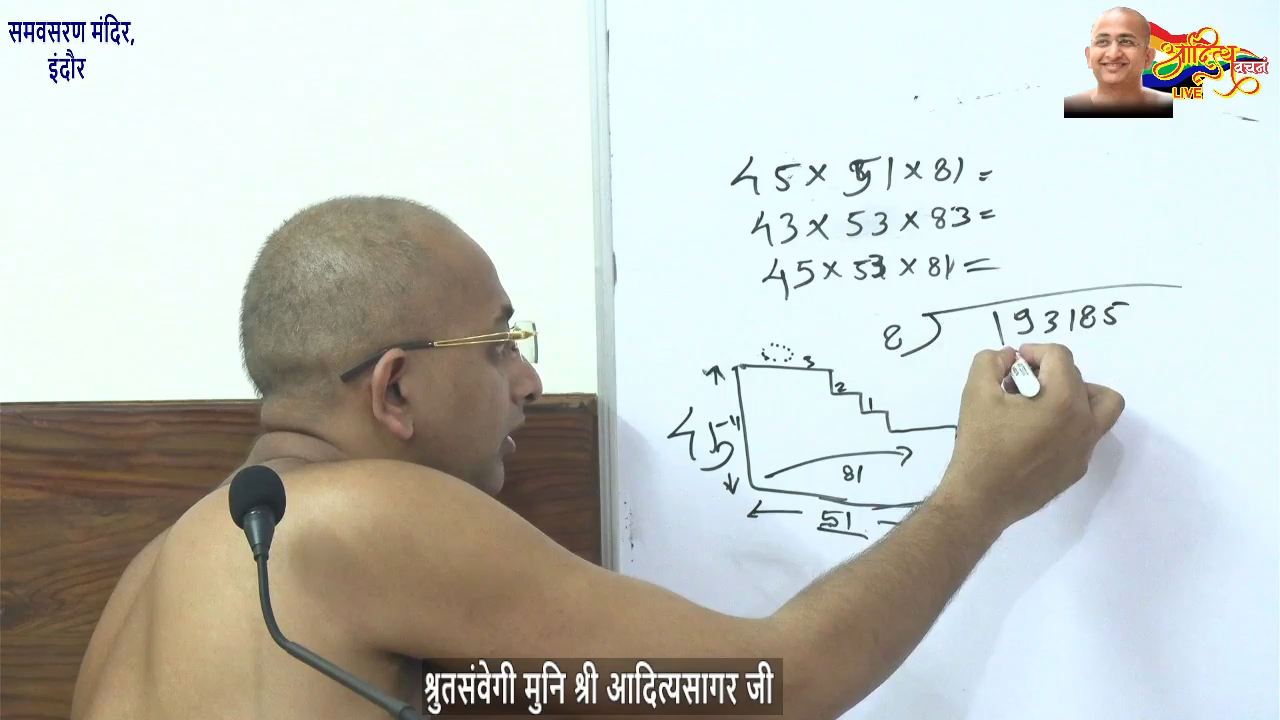 समवसरण मंदिर,
इंदौर
आदित्य
वचनं
LIVE
45 × 51 × 81 =
43 × 53 × 83 =
45 × 53 × 81 =
8 193185
3
2
1
45"
81
51
श्रुतसंवेगी मुनि श्री आदित्यसागर जी